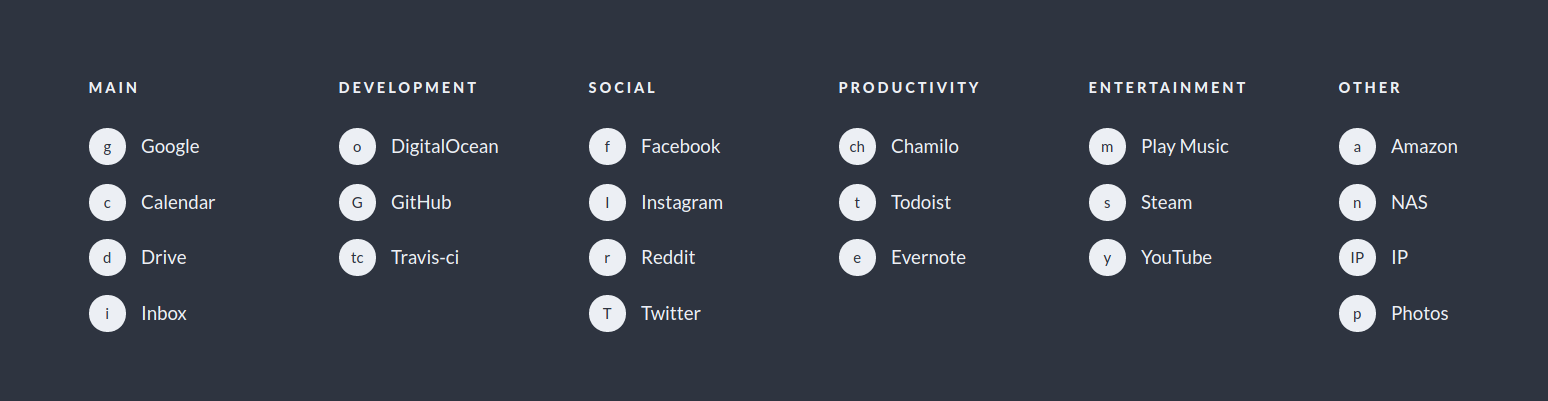 MAIN
g Google
c Calendar
d Drive
i Inbox
DEVELOPMENT
o DigitalOcean
G GitHub
tc Travis-ci
SOCIAL
f Facebook
I Instagram
r Reddit
T Twitter
PRODUCTIVITY
ch Chamilo
t Todoist
e Evernote
ENTERTAINMENT
m Play Music
s Steam
y YouTube
OTHER
a Amazon
n NAS
IP IP
p Photos